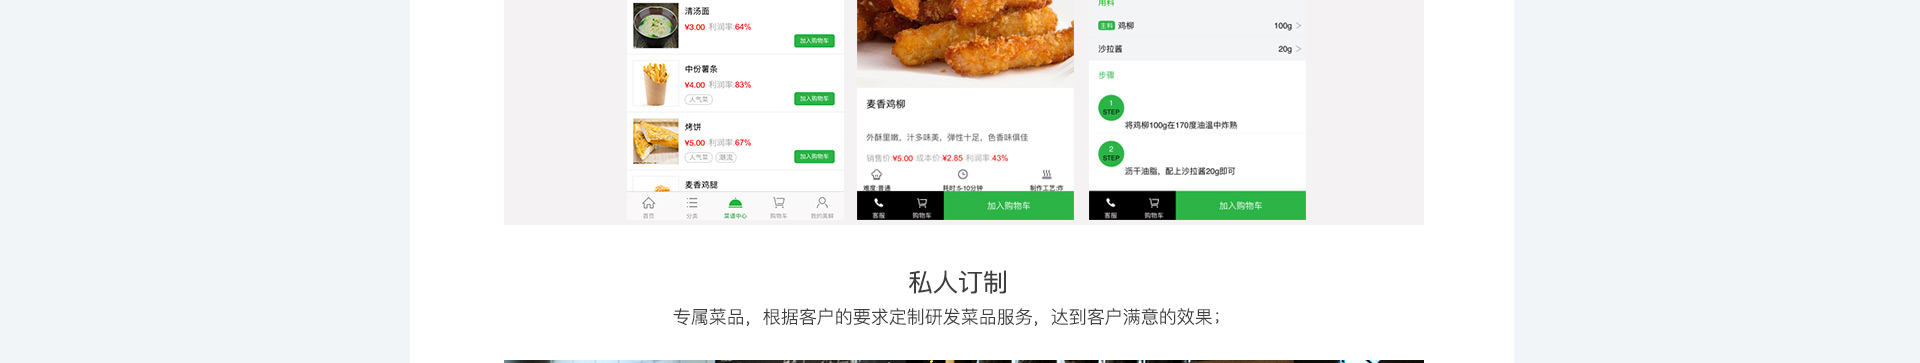 清汤面
¥3.00 利润率:64%
加入购物车
中份薯条
¥4.00 利润率:83%
人气菜
加入购物车
烤饼
¥5.00 利润率:67%
人气菜 潮流
加入购物车
麦香鸡腿
首页 分类 菜谱中心 购物车 我的美鲜
麦香鸡柳
外酥里嫩，汁多味美，弹性十足，色香味俱佳
销售价:¥5.00 成本价 ¥2.85 利润率:43%
难度:普通 耗时:5-10分钟 制作工艺:炸
客服 购物车 加入购物车
用料
主料 鸡柳 100g >
沙拉酱 20g >
步骤
1
STEP
将鸡柳100g在170度油温中炸熟
2
STEP
沥干油脂，配上沙拉酱20g即可
客服 购物车 加入购物车
私人订制
专属菜品，根据客户的要求定制研发菜品服务，达到客户满意的效果；